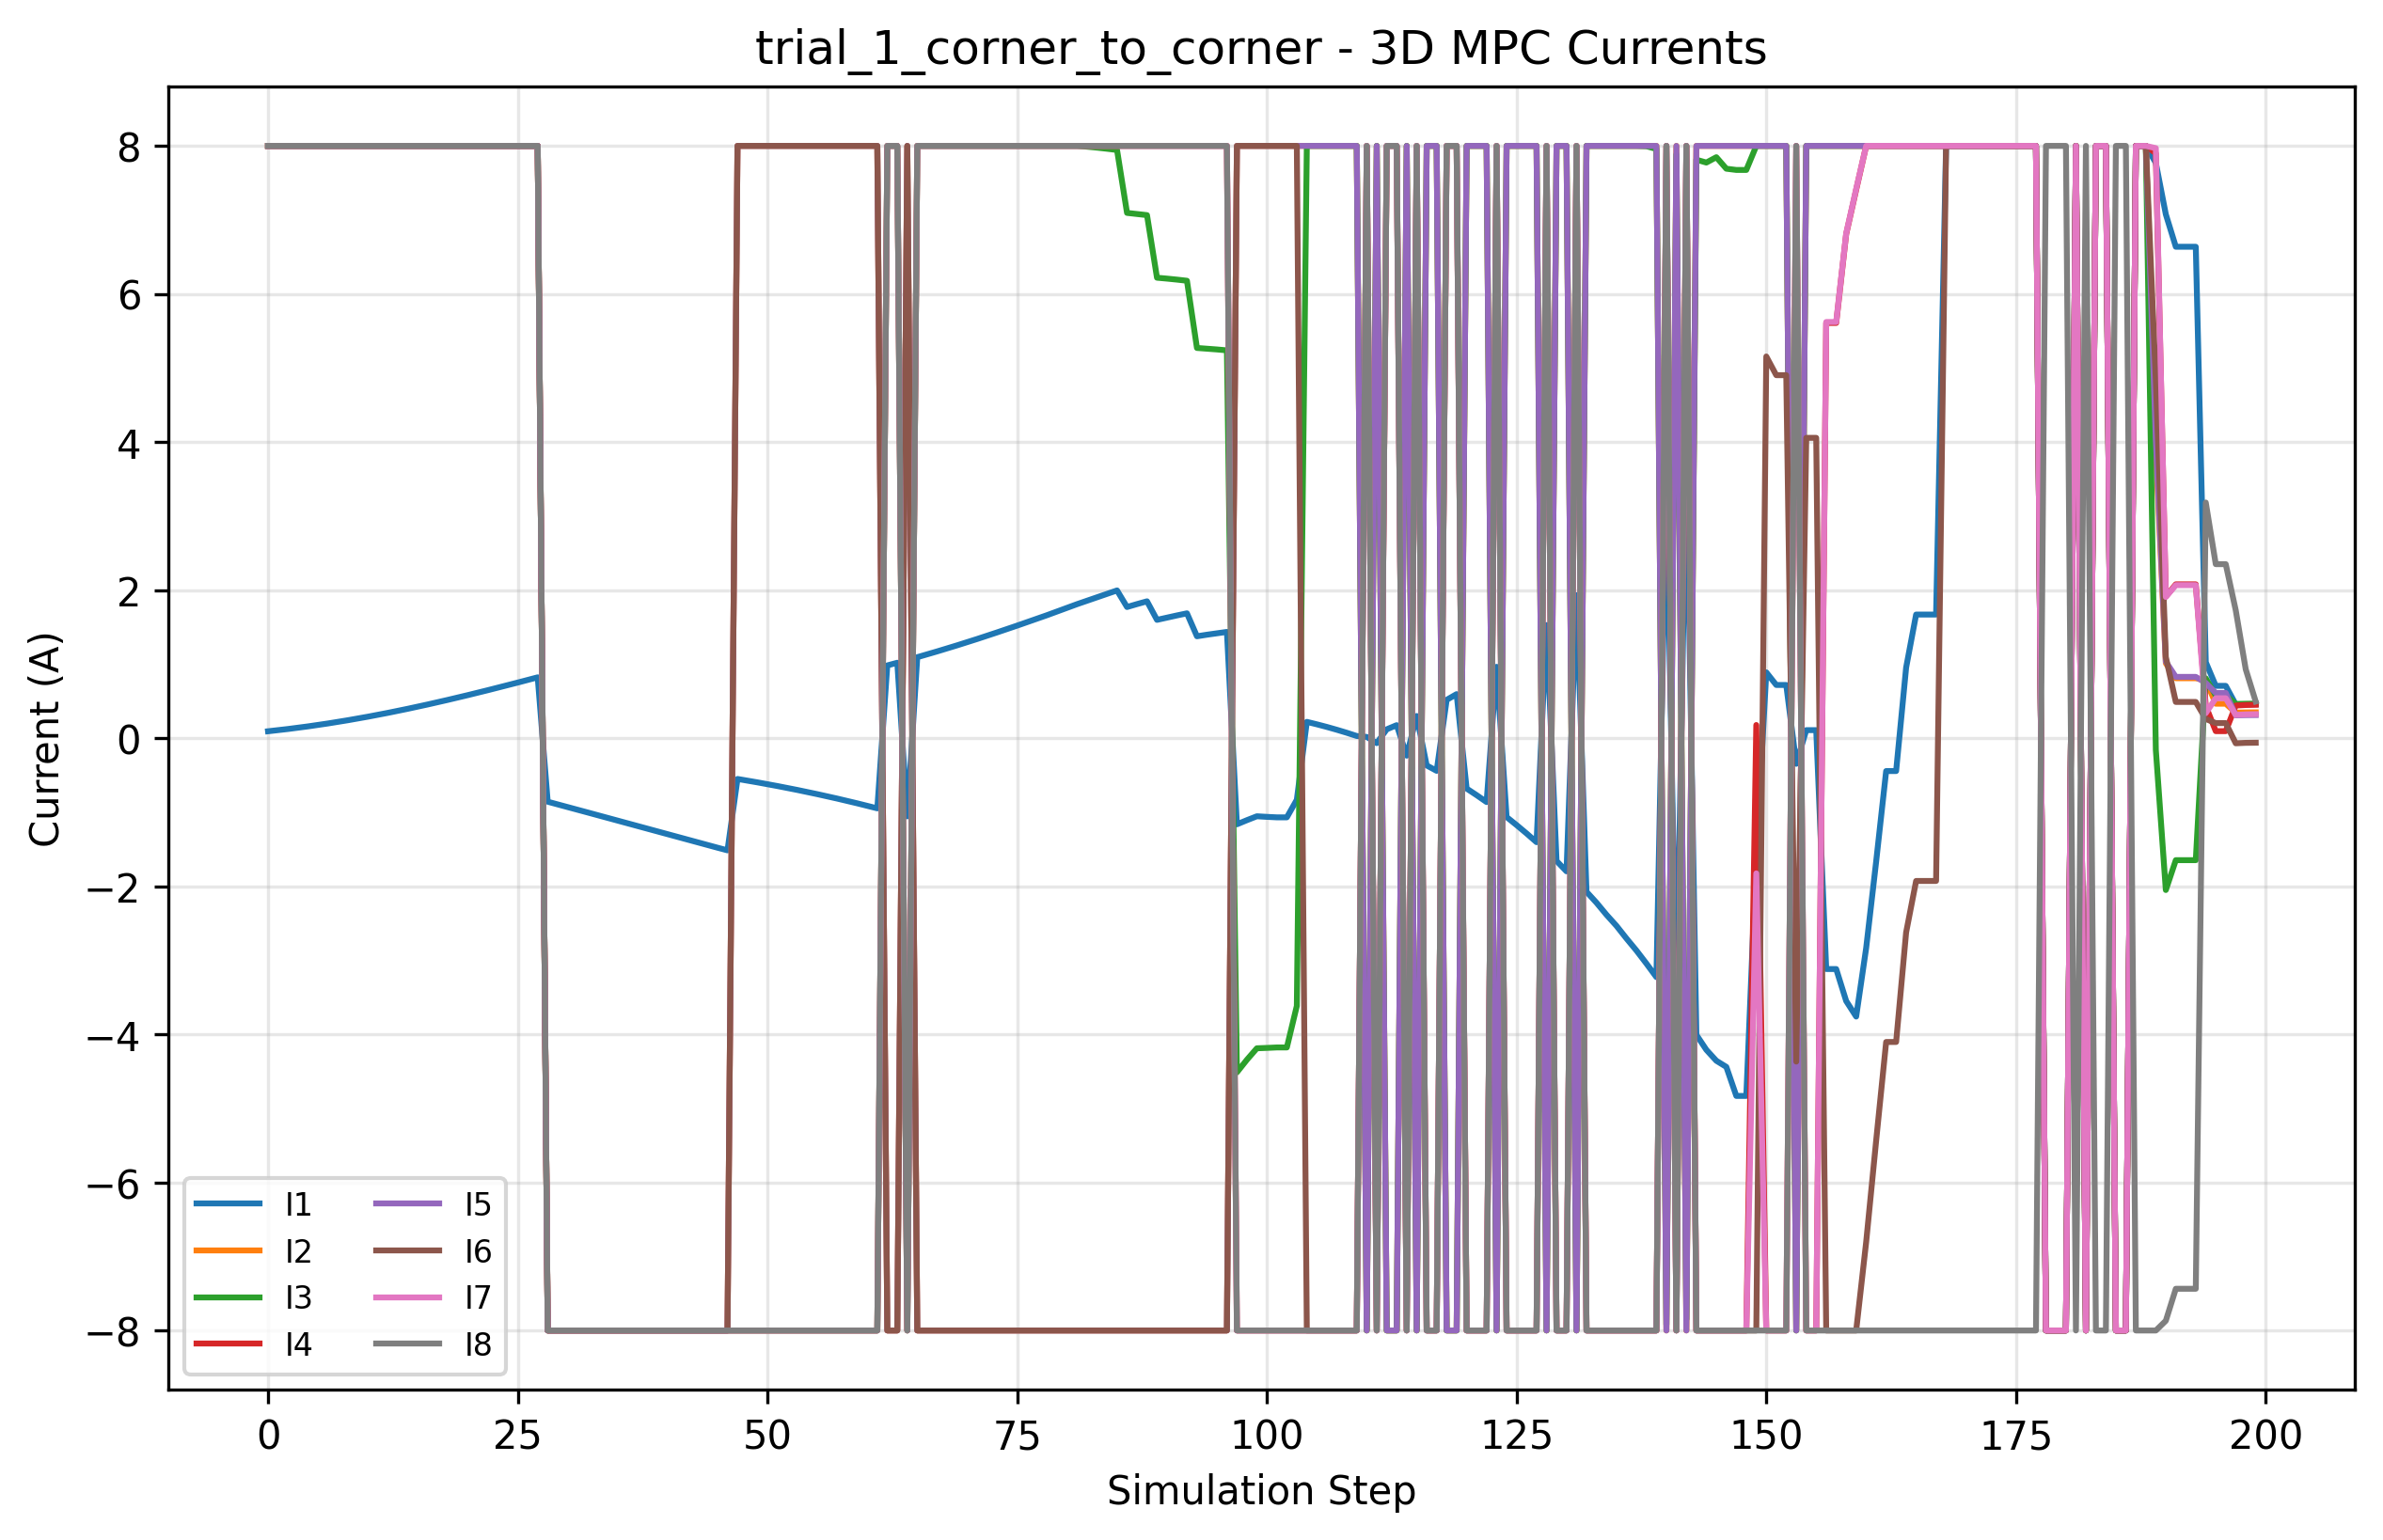 trial_1_corner_to_corner - 3D MPC Currents
Current (A)
8
6
4
2
0
−2
−4
−6
−8
I1
I2
I3
I4
I5
I6
I7
I8
0
25
50
75
100
125
150
175
200
Simulation Step